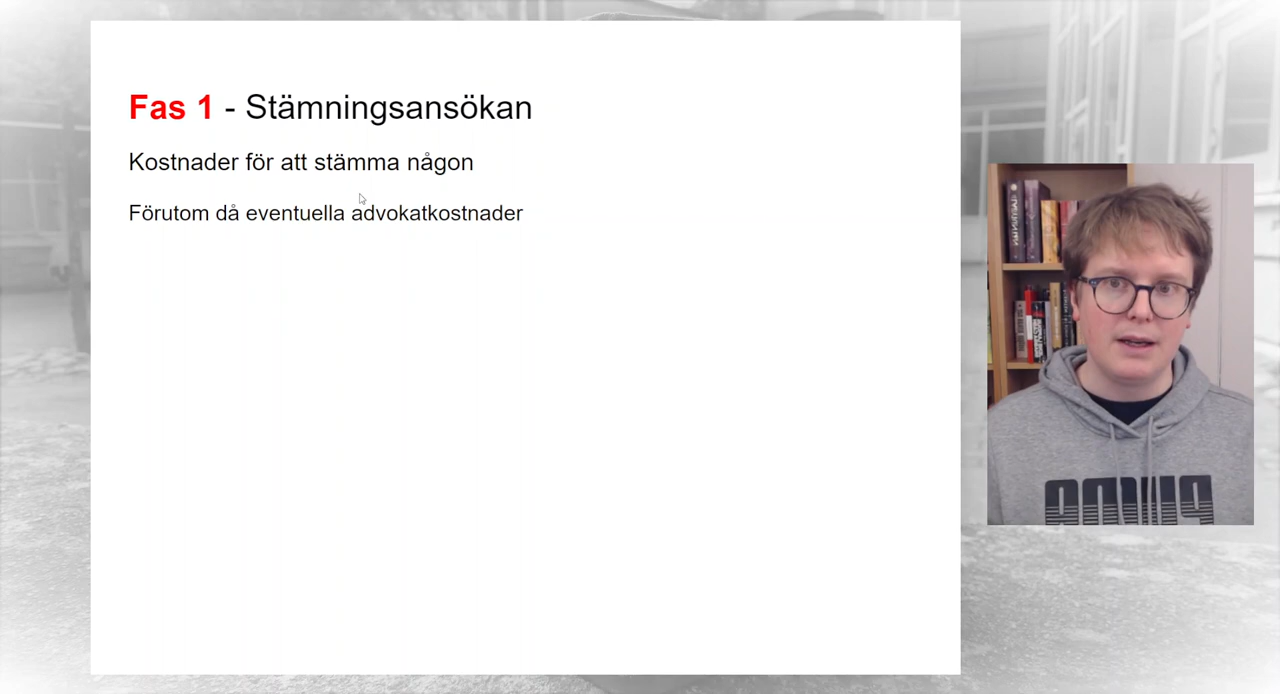 Fas 1 - Stämningsansökan
Kostnader för att stämma någon
Förutom då eventuella advokatkostnader